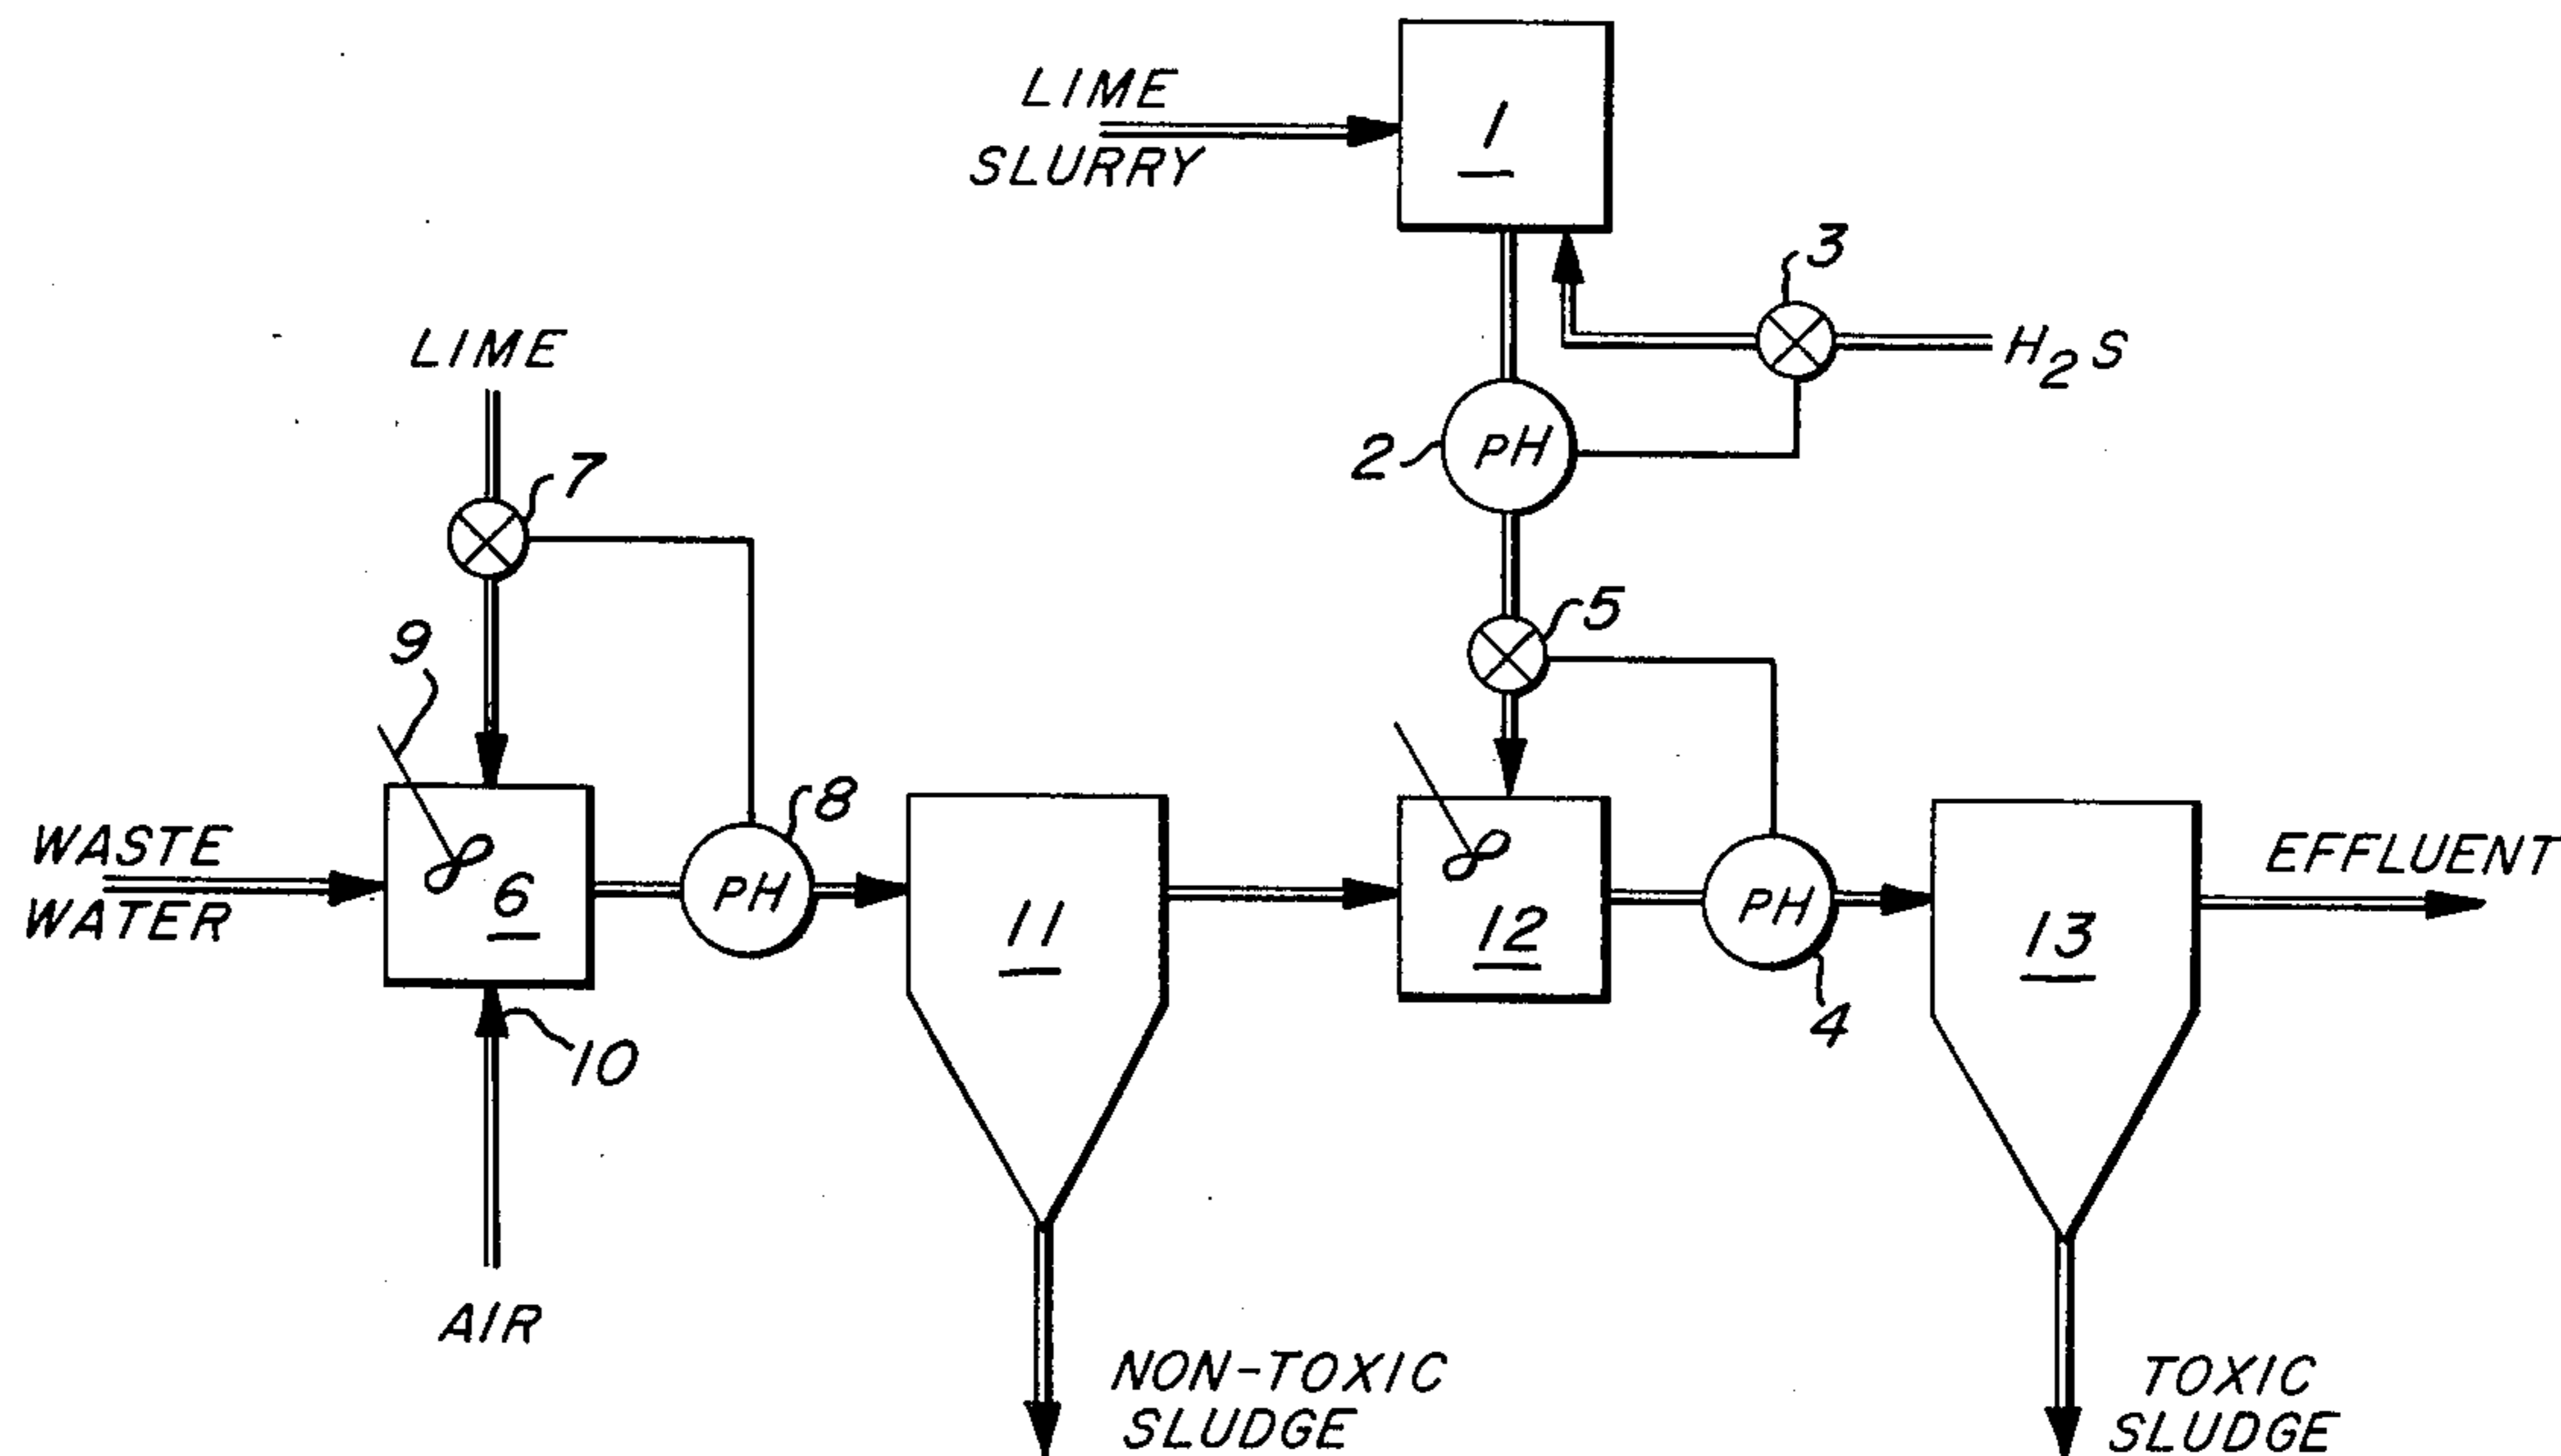 LIME
SLURRY
1
3
H2S
2
pH
LIME
7
5
9
8
WASTE
WATER
6
pH
11
12
pH
13
EFFLUENT
4
10
AIR
NON-TOXIC
SLUDGE
TOXIC
SLUDGE